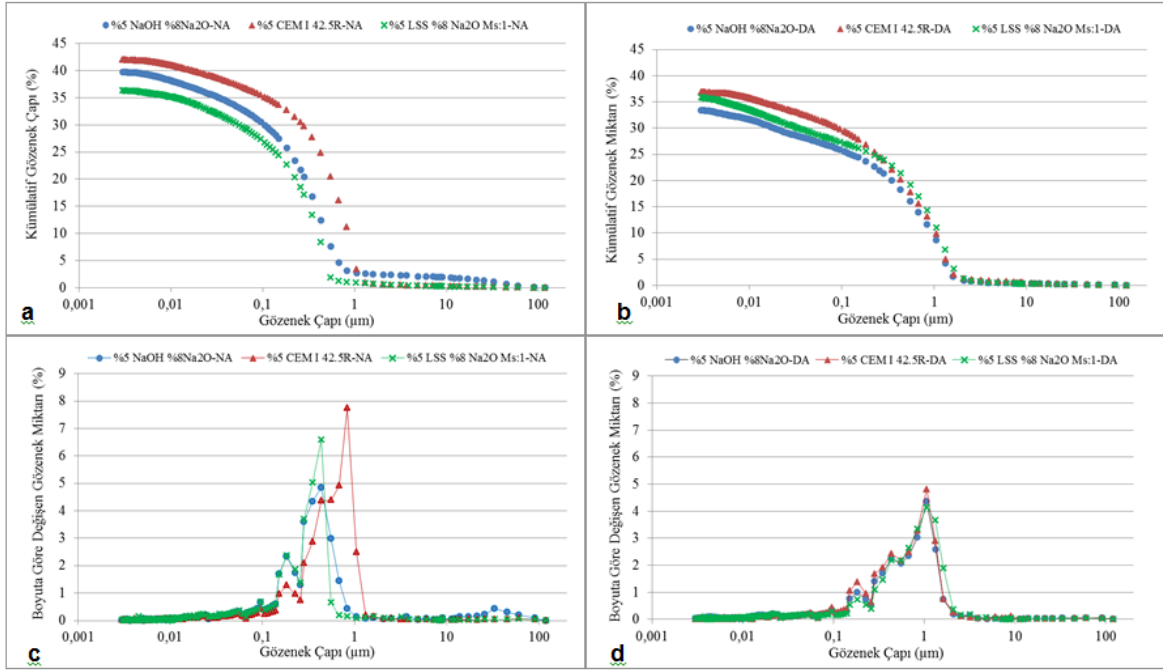 %5 NaOH %8Na2O-NA %5 CEM I 42.5R-NA %5 LSS %8 Na2O Ms:1-NA
45
40
35
30
25
20
15
10
5
0
Kümülatif Gözenek Çapı (%)
0,001 0,01 0,1 1 10 100
Gözenek Çapı (µm)
a
%5 NaOH %8Na2O-DA %5 CEM I 42.5R-DA %5 LSS %8 Na2O Ms:1-DA
45
40
35
30
25
20
15
10
5
0
Kümülatif Gözenek Miktarı (%)
0,001 0,01 0,1 1 10 100
Gözenek Çapı (µm)
b
%5 NaOH %8Na2O-NA %5 CEM I 42.5R-NA %5 LSS %8 Na2O Ms:1-NA
9
8
7
6
5
4
3
2
1
0
Boyuta Göre Değişen Gözenek Miktarı (%)
0,001 0,01 0,1 1 10 100
Gözenek Çapı (µm)
c
%5 NaOH %8Na2O-DA %5 CEM I 42.5R-DA %5 LSS %8 Na2O Ms:1-DA
9
8
7
6
5
4
3
2
1
0
Boyuta Göre Değişen Gözenek Miktarı (%)
0,001 0,01 0,1 1 10 100
Gözenek Çapı (µm)
d